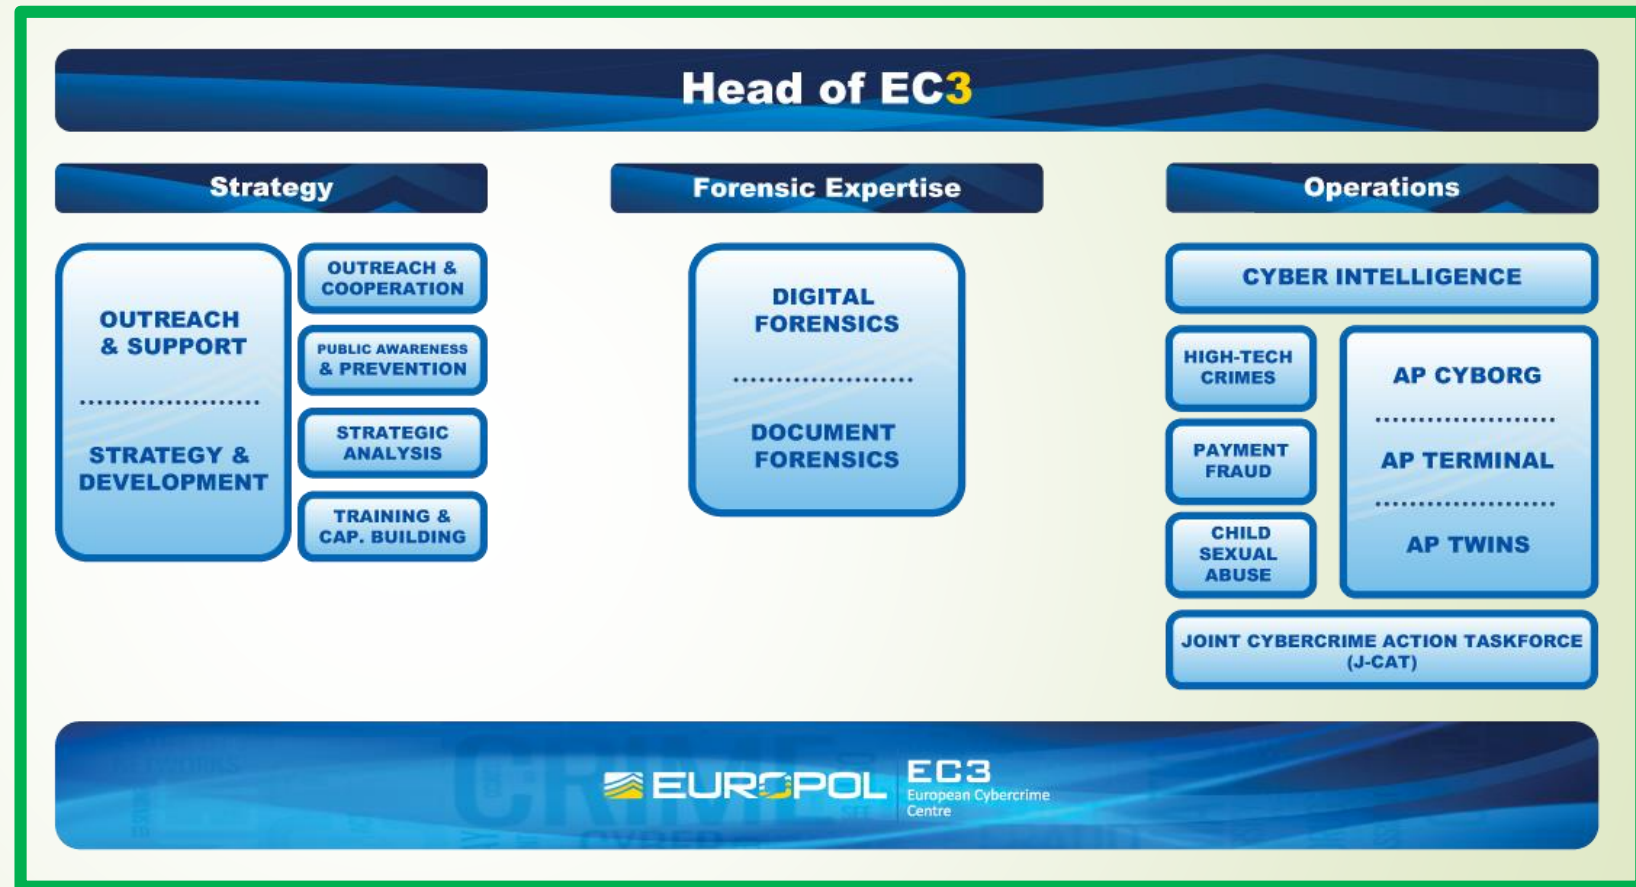 Head of EC3
Strategy
OUTREACH
& SUPPORT
STRATEGY &
DEVELOPMENT
OUTREACH &
COOPERATION
PUBLIC AWARENESS
& PREVENTION
STRATEGIC
ANALYSIS
TRAINING &
CAP. BUILDING
Forensic Expertise
DIGITAL
FORENSICS
DOCUMENT
FORENSICS
Operations
CYBER INTELLIGENCE
HIGH-TECH
CRIMES
PAYMENT
FRAUD
CHILD
SEXUAL
ABUSE
AP CYBORG
AP TERMINAL
AP TWINS
JOINT CYBERCRIME ACTION TASKFORCE
(J-CAT)
CRIME
CYBER
EUROPOL
EC3
European Cybercrime
Centre